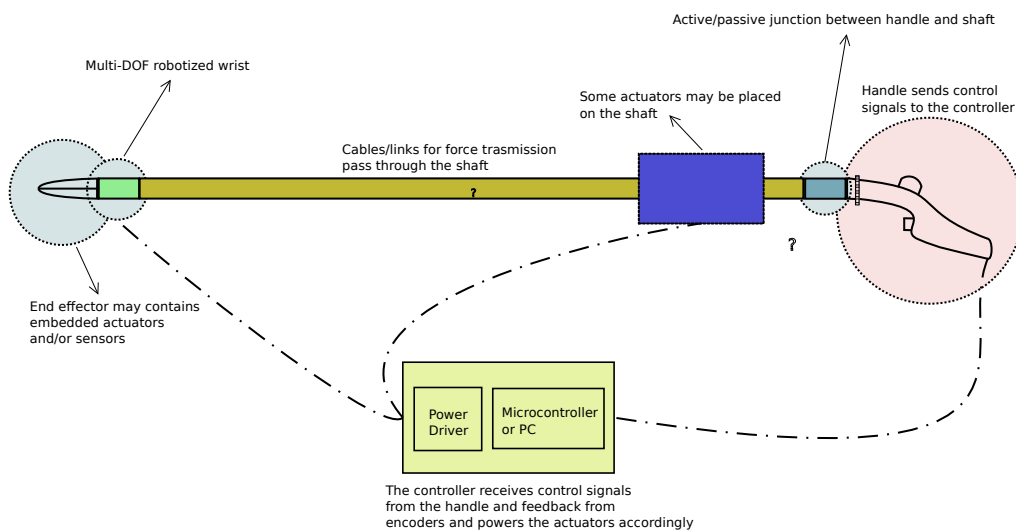 Active/passive junction between handle and shaft
Multi-DOF robotized wrist
Some actuators may be placed
on the shaft
Handle sends control
signals to the controller
Cables/links for force trasmission
pass through the shaft
?
?
End effector may contains
embedded actuators
and/or sensors
Power
Driver
Microcontroller
or PC
The controller receives control signals
from the handle and feedback from
encoders and powers the actuators accordingly